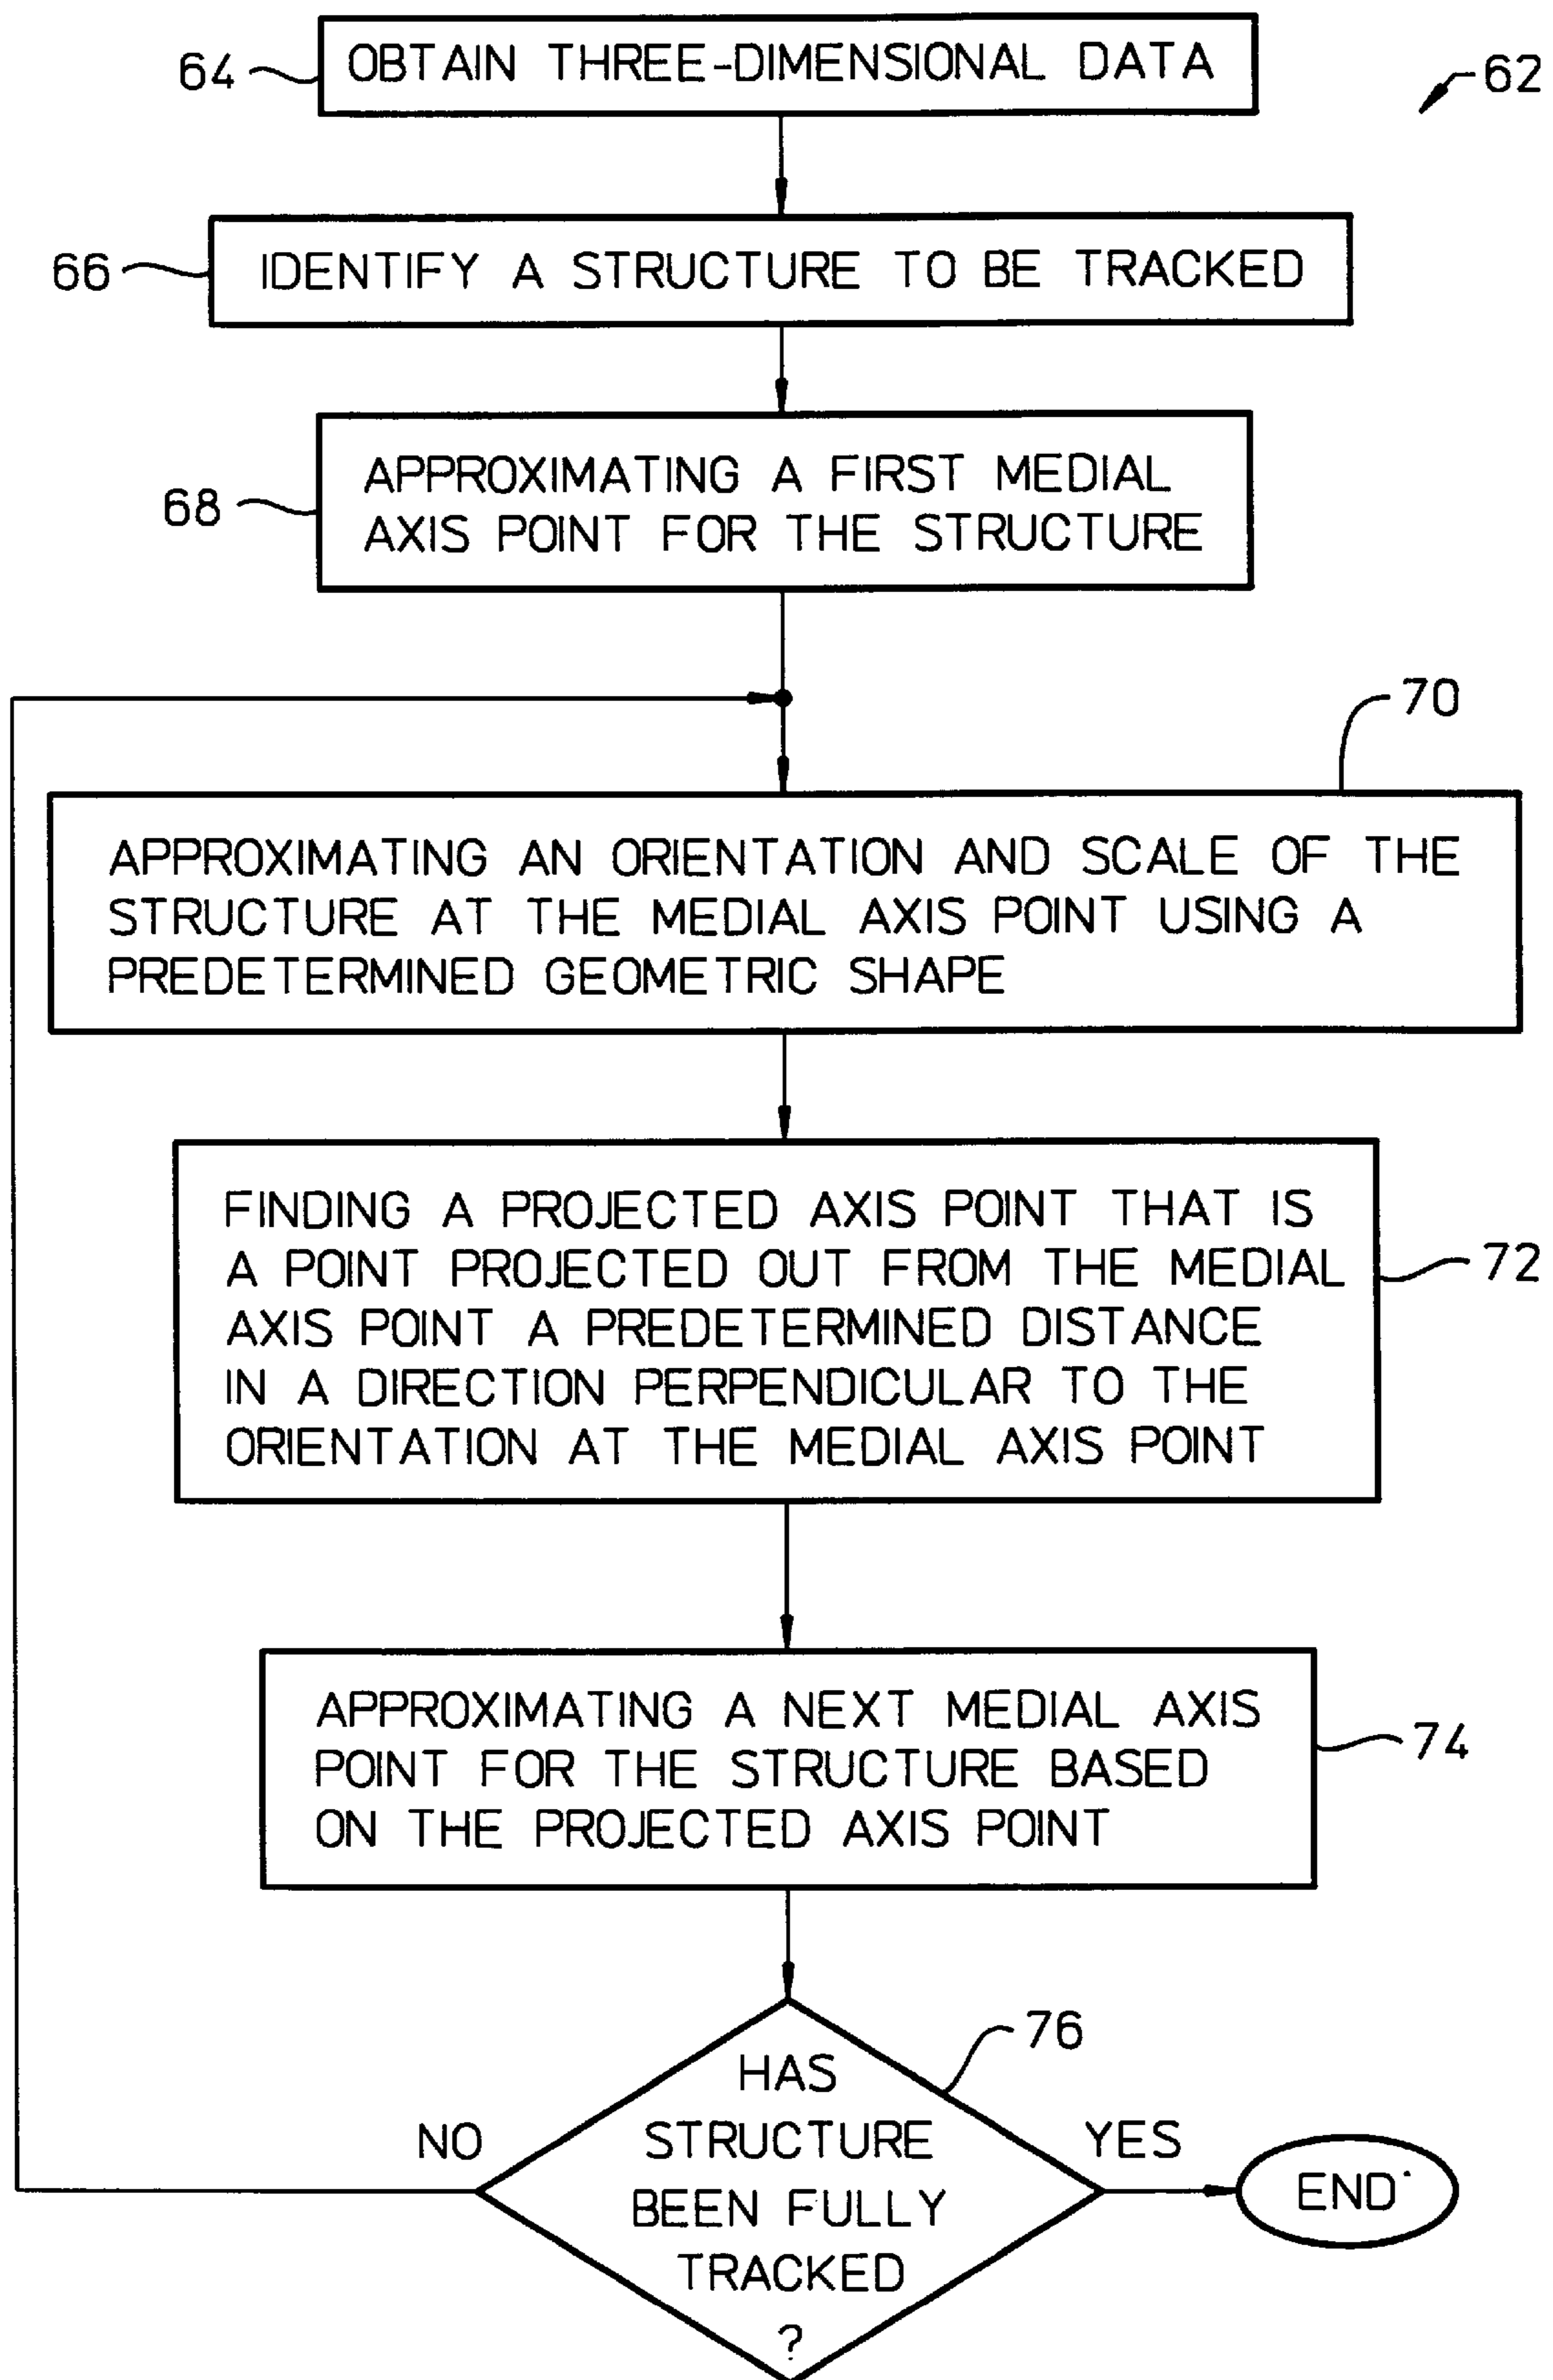 64
OBTAIN THREE-DIMENSIONAL DATA
62
66
IDENTIFY A STRUCTURE TO BE TRACKED
68
APPROXIMATING A FIRST MEDIAL
AXIS POINT FOR THE STRUCTURE
70
APPROXIMATING AN ORIENTATION AND SCALE OF THE
STRUCTURE AT THE MEDIAL AXIS POINT USING A
PREDETERMINED GEOMETRIC SHAPE
FINDING A PROJECTED AXIS POINT THAT IS
A POINT PROJECTED OUT FROM THE MEDIAL
AXIS POINT A PREDETERMINED DISTANCE
IN A DIRECTION PERPENDICULAR TO THE
ORIENTATION AT THE MEDIAL AXIS POINT
72
APPROXIMATING A NEXT MEDIAL AXIS
POINT FOR THE STRUCTURE BASED
ON THE PROJECTED AXIS POINT
74
76
HAS
STRUCTURE
BEEN FULLY
TRACKED
?
NO
YES
END